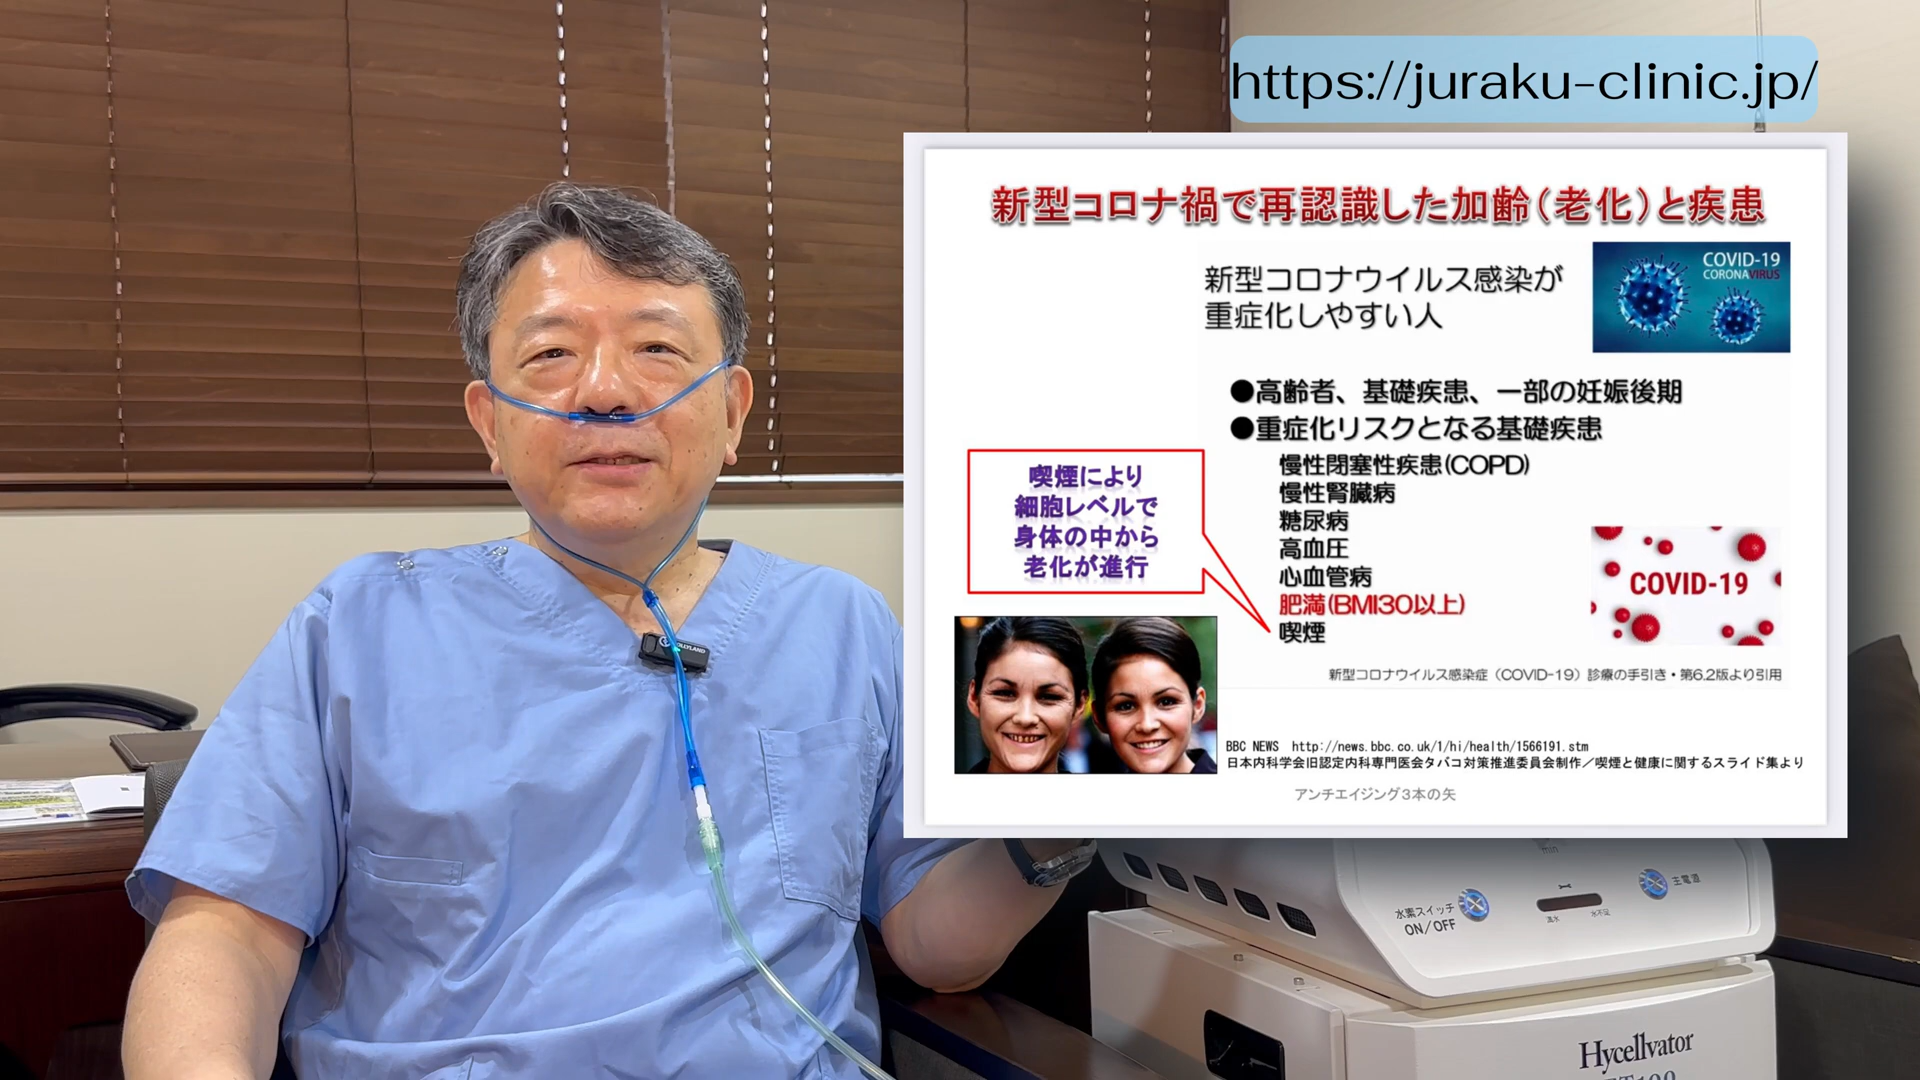 https://juraku-clinic.jp/
新型コロナ禍で再認識した加齢（老化）と疾患
新型コロナウイルス感染が
重症化しやすい人
COVID-19
CORONAVIRUS
●高齢者、基礎疾患、一部の妊娠後期
●重症化リスクとなる基礎疾患
慢性閉塞性疾患(COPD)
慢性腎臓病
糖尿病
高血圧
心血管病
肥満(BMI30以上)
喫煙
喫煙により
細胞レベルで
身体の中から
老化が進行
COVID-19
新型コロナウイルス感染症（COVID-19）診療の手引き・第6.2版より引用
BBC NEWS http://news.bbc.co.uk/1/hi/health/1566191.stm
日本内科学会旧認定内科専門医会タバコ対策推進委員会制作／喫煙と健康に関するスライド集より
アンチエイジング3本の矢
HOLLYLAND
min
水素スイッチ
ON/OFF
満水
水不足
主電源
Hycellvator